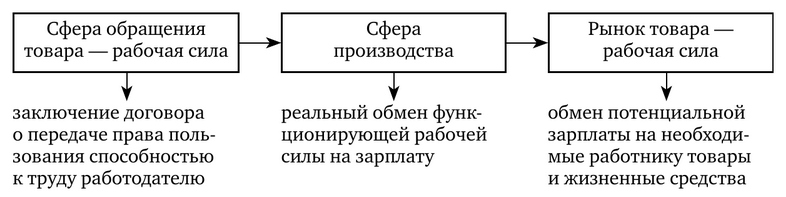 Сфера обращения
товара — рабочая сила
Сфера
производства
Рынок товара —
рабочая сила
заключение договора
о передаче права поль-
зования способностью
к труду работодателю
реальный обмен функ-
ционирующей рабочей
силы на зарплату
обмен потенциальной
зарплаты на необходи-
мые работнику товары
и жизненные средства